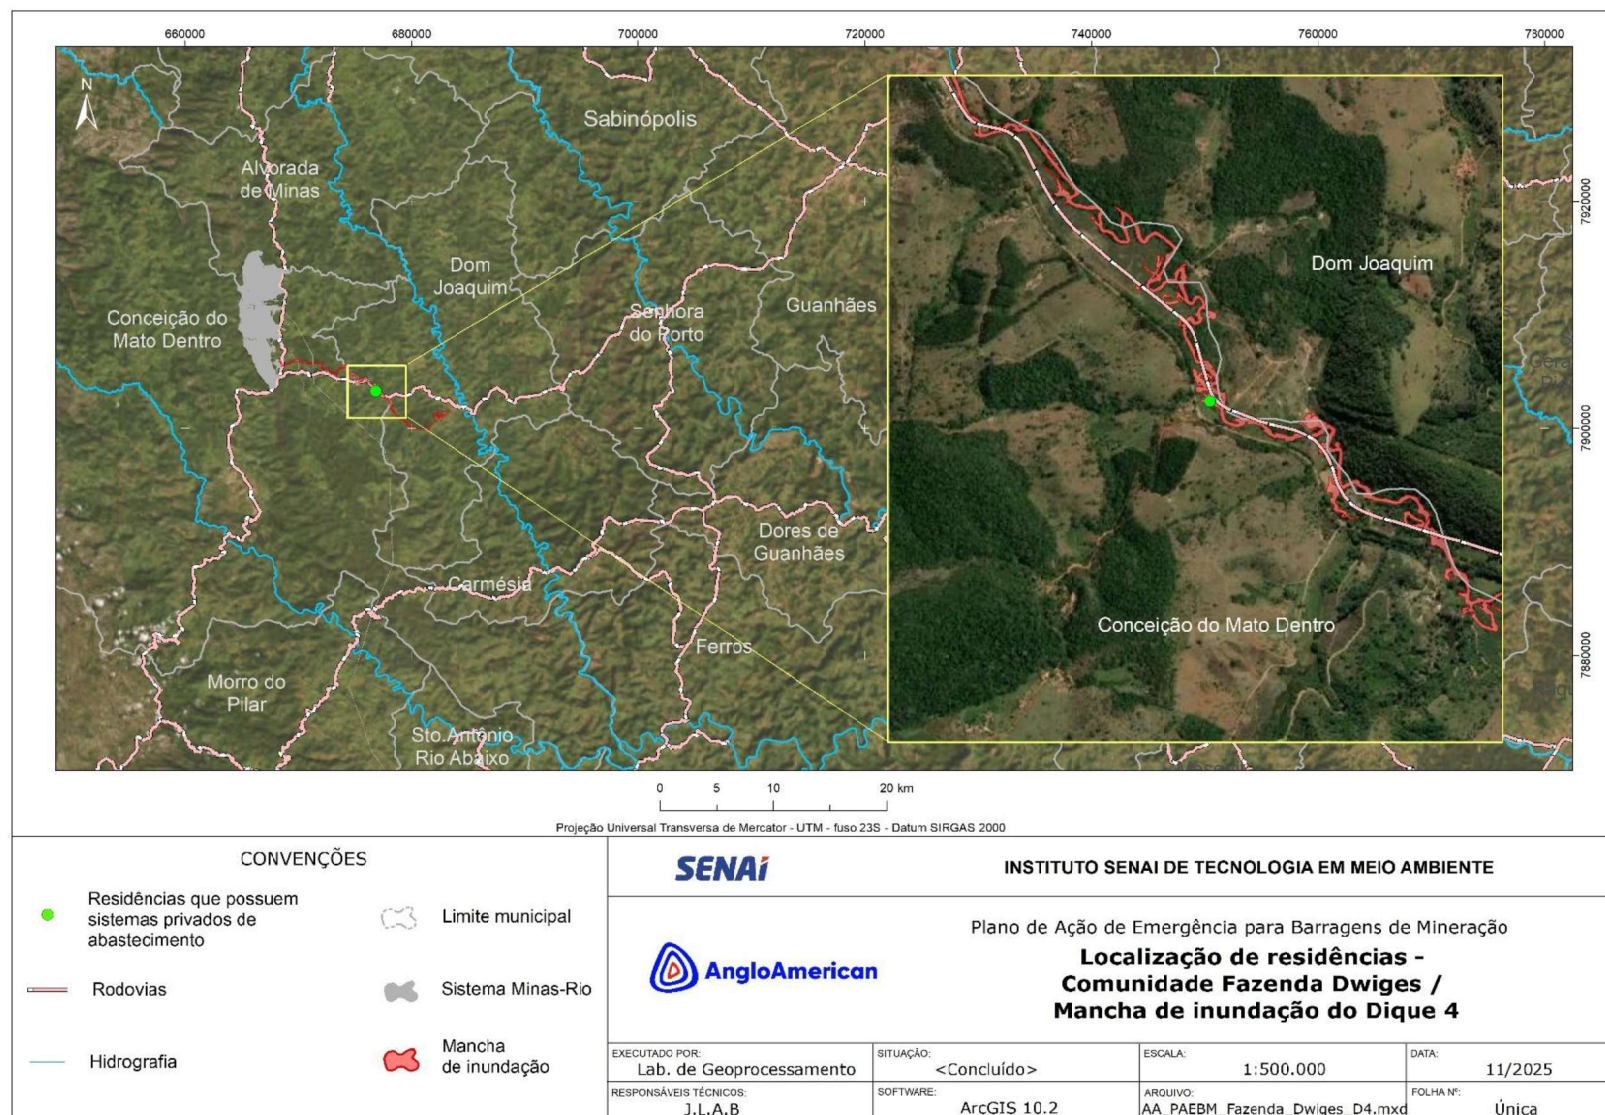 660000
680000
700000
720000
740000
760000
7300000
N
Sabinópolis
Alvorada
de Minas
Dom
Joaquim
Guanhães
Senhora
do Porto
Conceição do
Mato Dentro
Dores de
Guanhães
Carmésia
Ferros
Morro do
Pilar
Sto.Antônio
Rio Abaixo
Dom Joaquim
Conceição do Mato Dentro
7920000
7900000
7880000
0 5 10 20 km
Projeção Universal Transversa de Mercator - UTM - fuso 23S - Datum SIRGAS 2000
CONVENÇÕES
Residências que possuem
sistemas privados de
abastecimento
Limite municipal
Rodovias
Sistema Minas-Rio
Hidrografia
Mancha
de inundação
SENAI
INSTITUTO SENAI DE TECNOLOGIA EM MEIO AMBIENTE
AngloAmerican
Plano de Ação de Emergência para Barragens de Mineração
Localização de residências -
Comunidade Fazenda Dwiges /
Mancha de inundação do Dique 4
EXECUTADO POR:
Lab. de Geoprocessamento
SITUAÇÃO:
<Concluído>
ESCALA:
1:500.000
DATA:
11/2025
RESPONSÁVEIS TÉCNICOS:
J.L.A.B
SOFTWARE:
ArcGIS 10.2
ARQUIVO:
AA_PAEBM_Fazenda_Dwiges_D4.mxd
FOLHA Nº:
Única